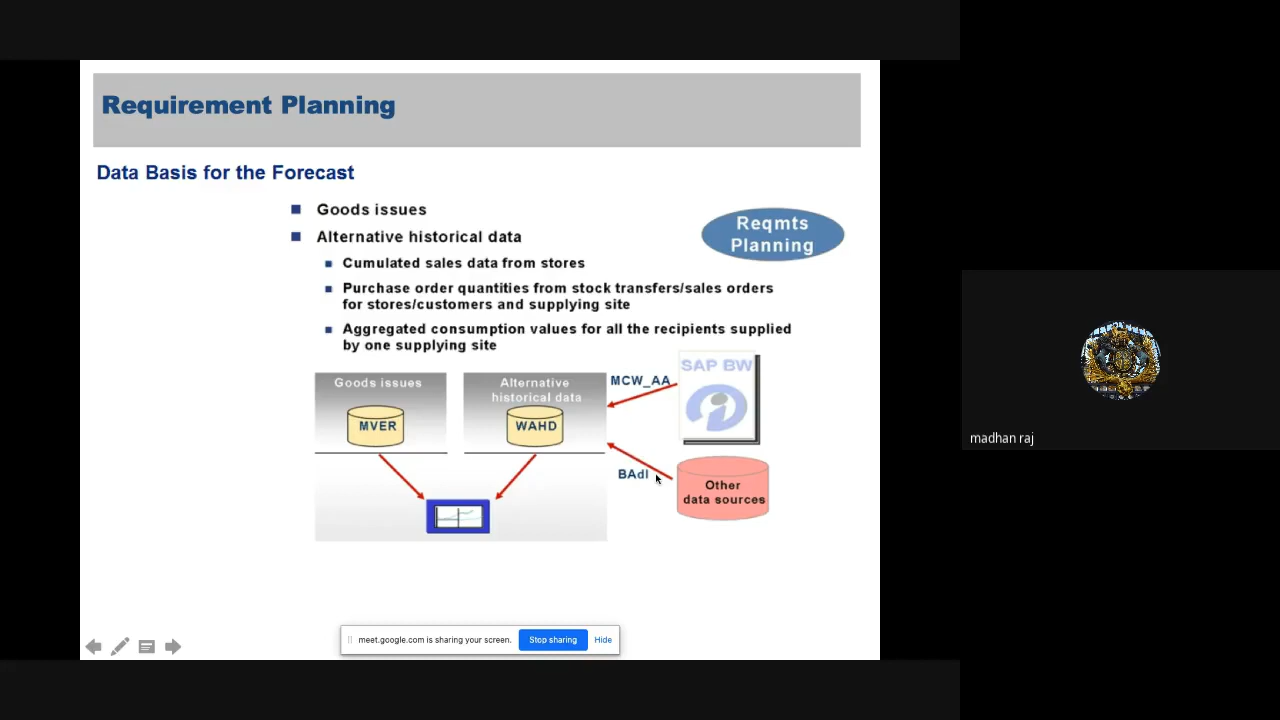 Requirement Planning
Data Basis for the Forecast
Goods issues
Alternative historical data
Reqmts
Planning
Cumulated sales data from stores
Purchase order quantities from stock transfers/sales orders
for stores/customers and supplying site
Aggregated consumption values for all the recipients supplied
by one supplying site
Goods issues
MVER
Alternative
historical data
WAHD
MCW_AA
SAP BW
BAdI
Other
data sources
madhan raj
meet.google.com is sharing your screen.
Stop sharing
Hide